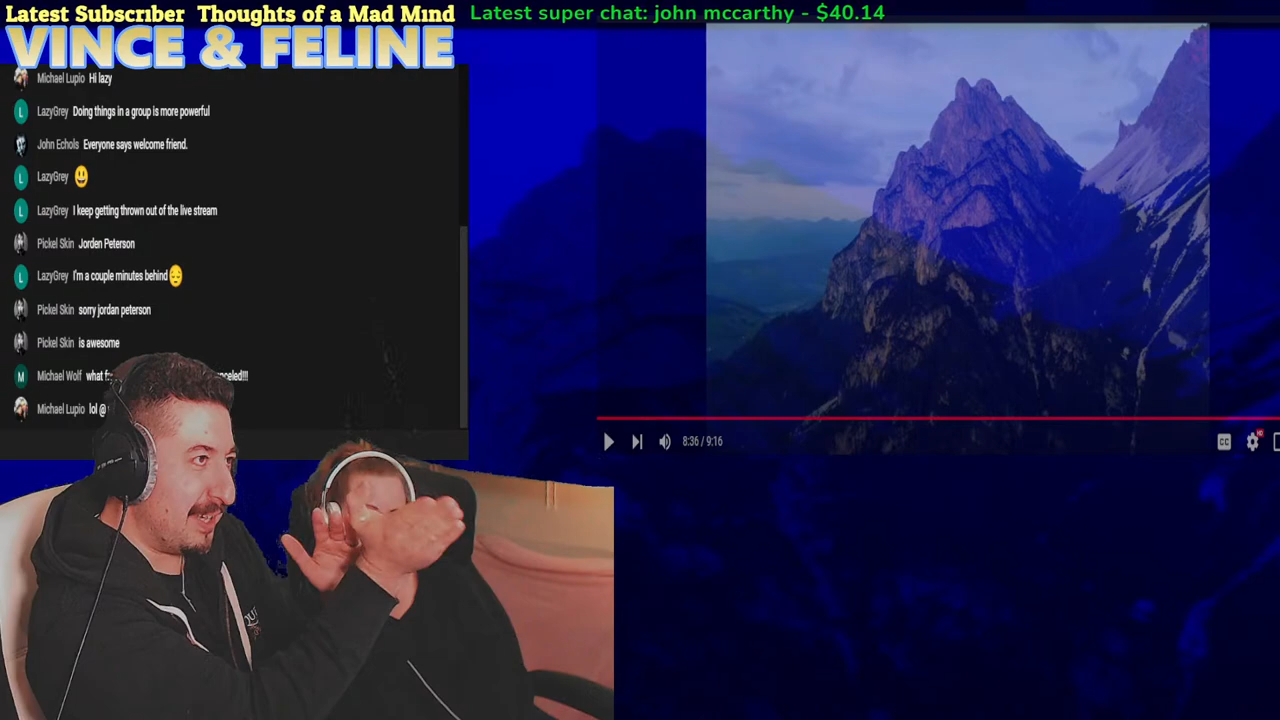 Latest Subscriber Thoughts of a Mad Mind
Latest super chat: john mccarthy - $40.14
VINCE & FELINE
Michael Lupio Hi lazy
L LazyGrey Doing things in a group is more powerful
John Echols Everyone says welcome friend.
L LazyGrey
L LazyGrey I keep getting thrown out of the live stream
Pickel Skin Jorden Peterson
L LazyGrey I'm a couple minutes behind
Pickel Skin sorry jordan peterson
Pickel Skin is awesome
M Michael Wolf what
Michael Lupio lol @
8:36 / 9:16
CC
HD